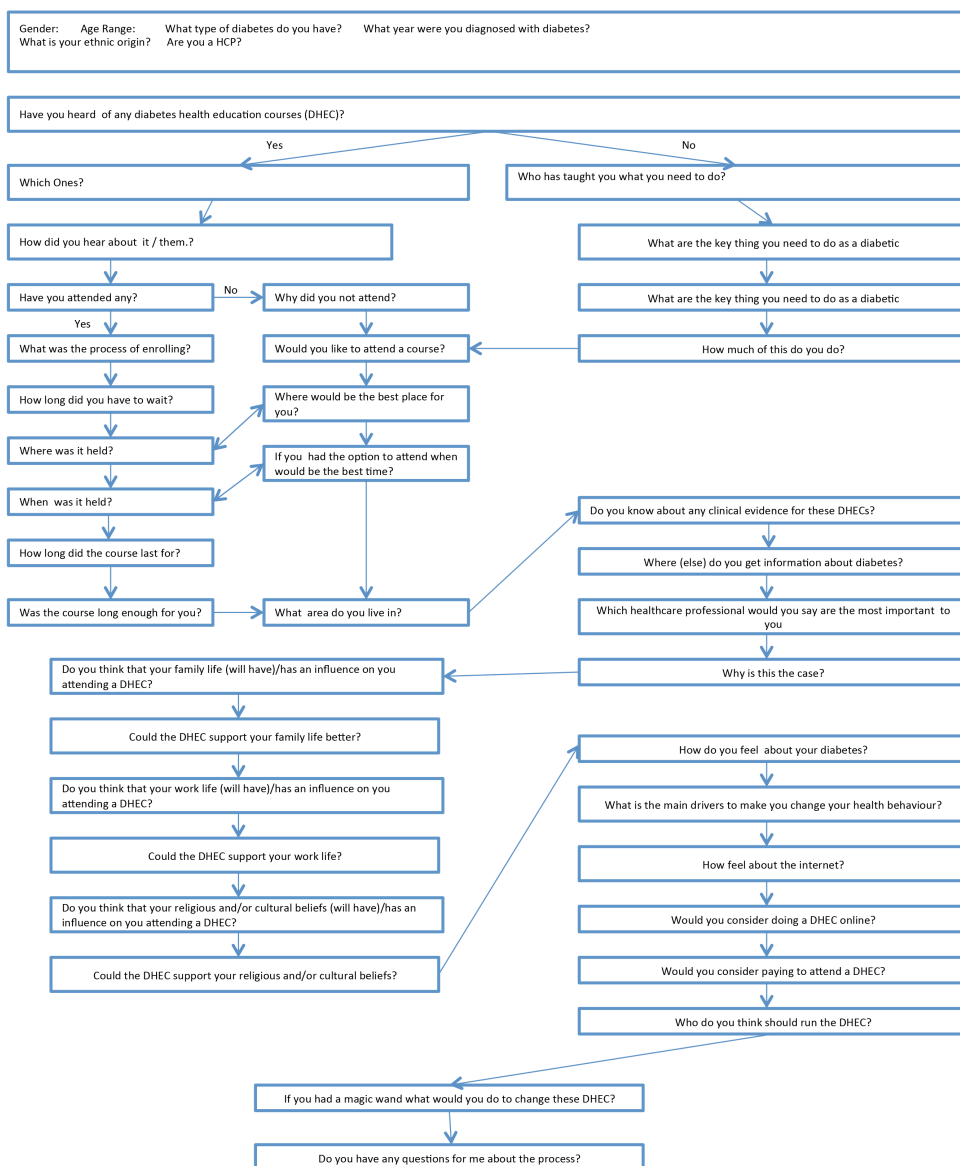 Gender: Age Range: What type of diabetes do you have? What year were you diagnosed with diabetes?
What is your ethnic origin? Are you a HCP?
Have you heard of any diabetes health education courses (DHEC)?
Yes
No
Which Ones?
Who has taught you what you need to do?
How did you hear about it / them.?
What are the key thing you need to do as a diabetic
Have you attended any?
No
Why did you not attend?
What are the key thing you need to do as a diabetic
Yes
What was the process of enrolling?
Would you like to attend a course?
How much of this do you do?
How long did you have to wait?
Where would be the best place for
you?
Where was it held?
If you had the option to attend when
would be the best time?
When was it held?
Do you know about any clinical evidence for these DHECs?
How long did the course last for?
Where (else) do you get information about diabetes?
Was the course long enough for you?
What area do you live in?
Which healthcare professional would you say are the most important to
you
Do you think that your family life (will have)/has an influence on you
attending a DHEC?
Why is this the case?
Could the DHEC support your family life better?
How do you feel about your diabetes?
Do you think that your work life (will have)/has an influence on you
attending a DHEC?
What is the main drivers to make you change your health behaviour?
Could the DHEC support your work life?
How feel about the internet?
Do you think that your religious and/or cultural beliefs (will have)/has an
influence on you attending a DHEC?
Would you consider doing a DHEC online?
Could the DHEC support your religious and/or cultural beliefs?
Would you consider paying to attend a DHEC?
Who do you think should run the DHEC?
If you had a magic wand what would you do to change these DHEC?
Do you have any questions for me about the process?